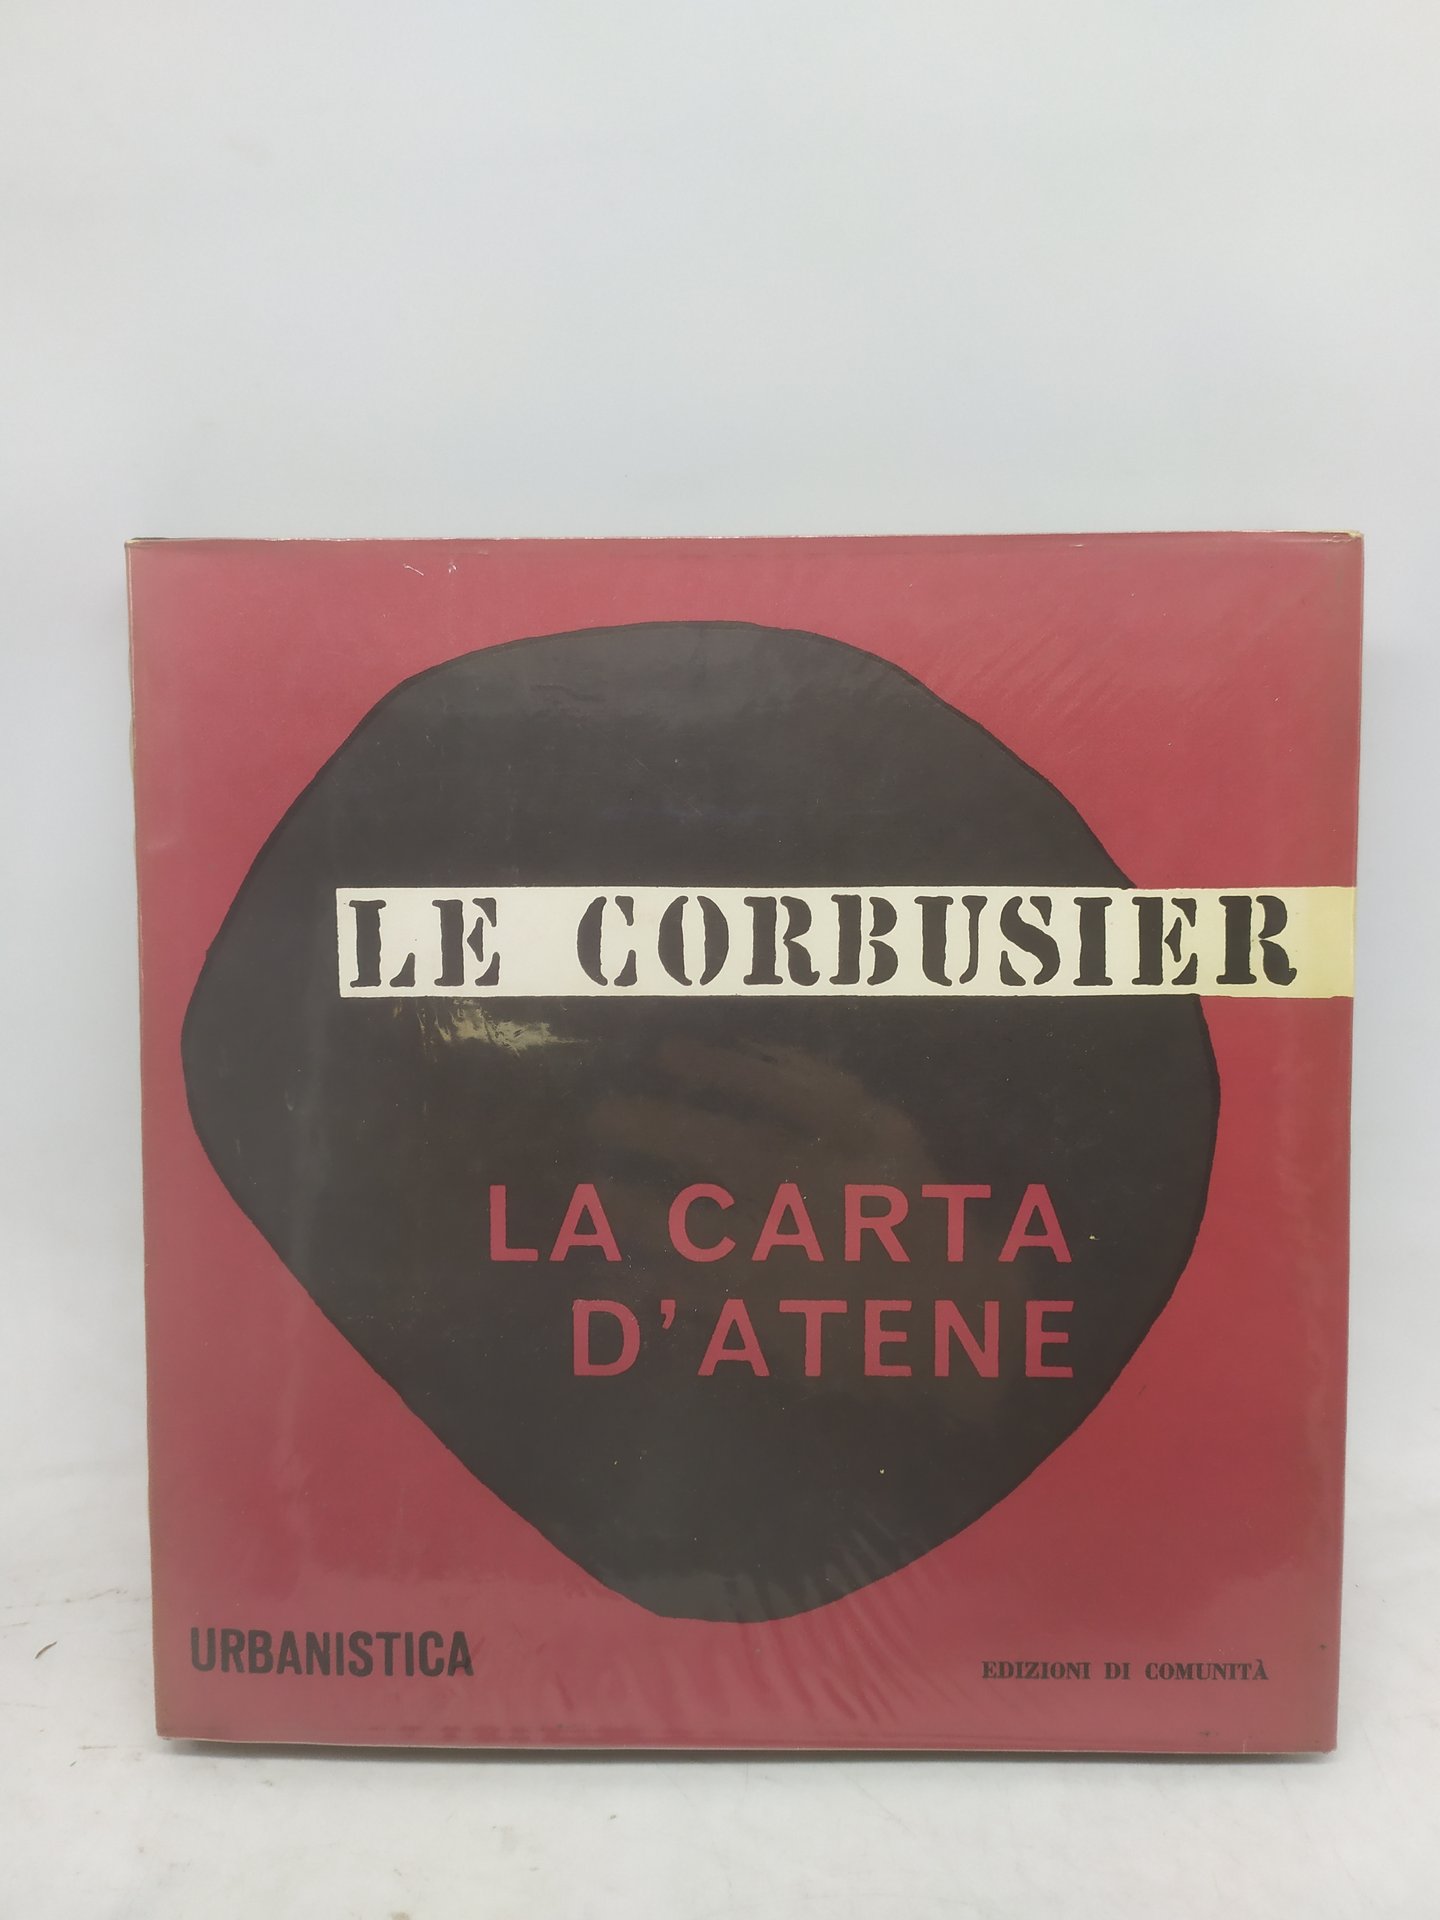 LE CORBUSIER
LA CARTA
D'ATENE
URBANISTICA
EDIZIONI DI COMUNITÀ